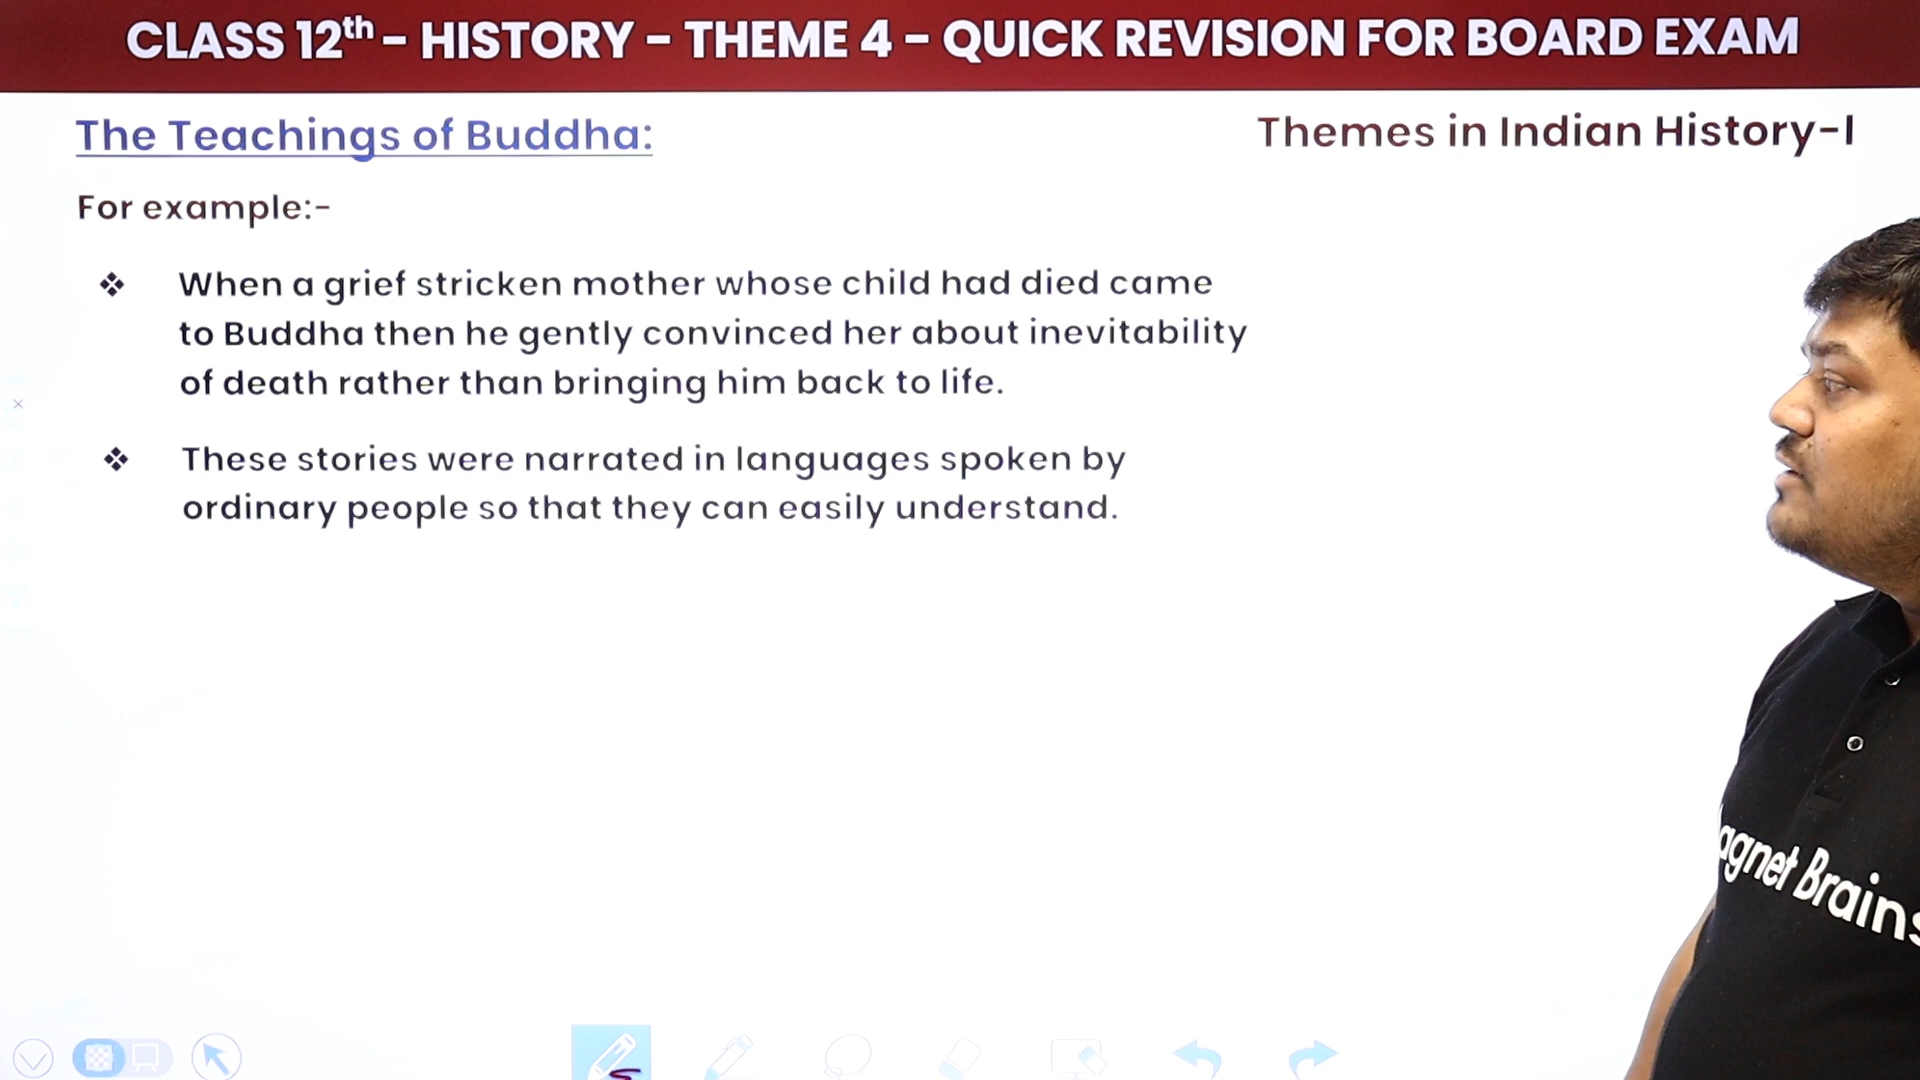 CLASS 12th - HISTORY - THEME 4 - QUICK REVISION FOR BOARD EXAM
The Teachings of Buddha:
Themes in Indian History-I
For example:-
❖ When a grief stricken mother whose child had died came
to Buddha then he gently convinced her about inevitability
of death rather than bringing him back to life.
❖ These stories were narrated in languages spoken by
ordinary people so that they can easily understand.
agnet Brains